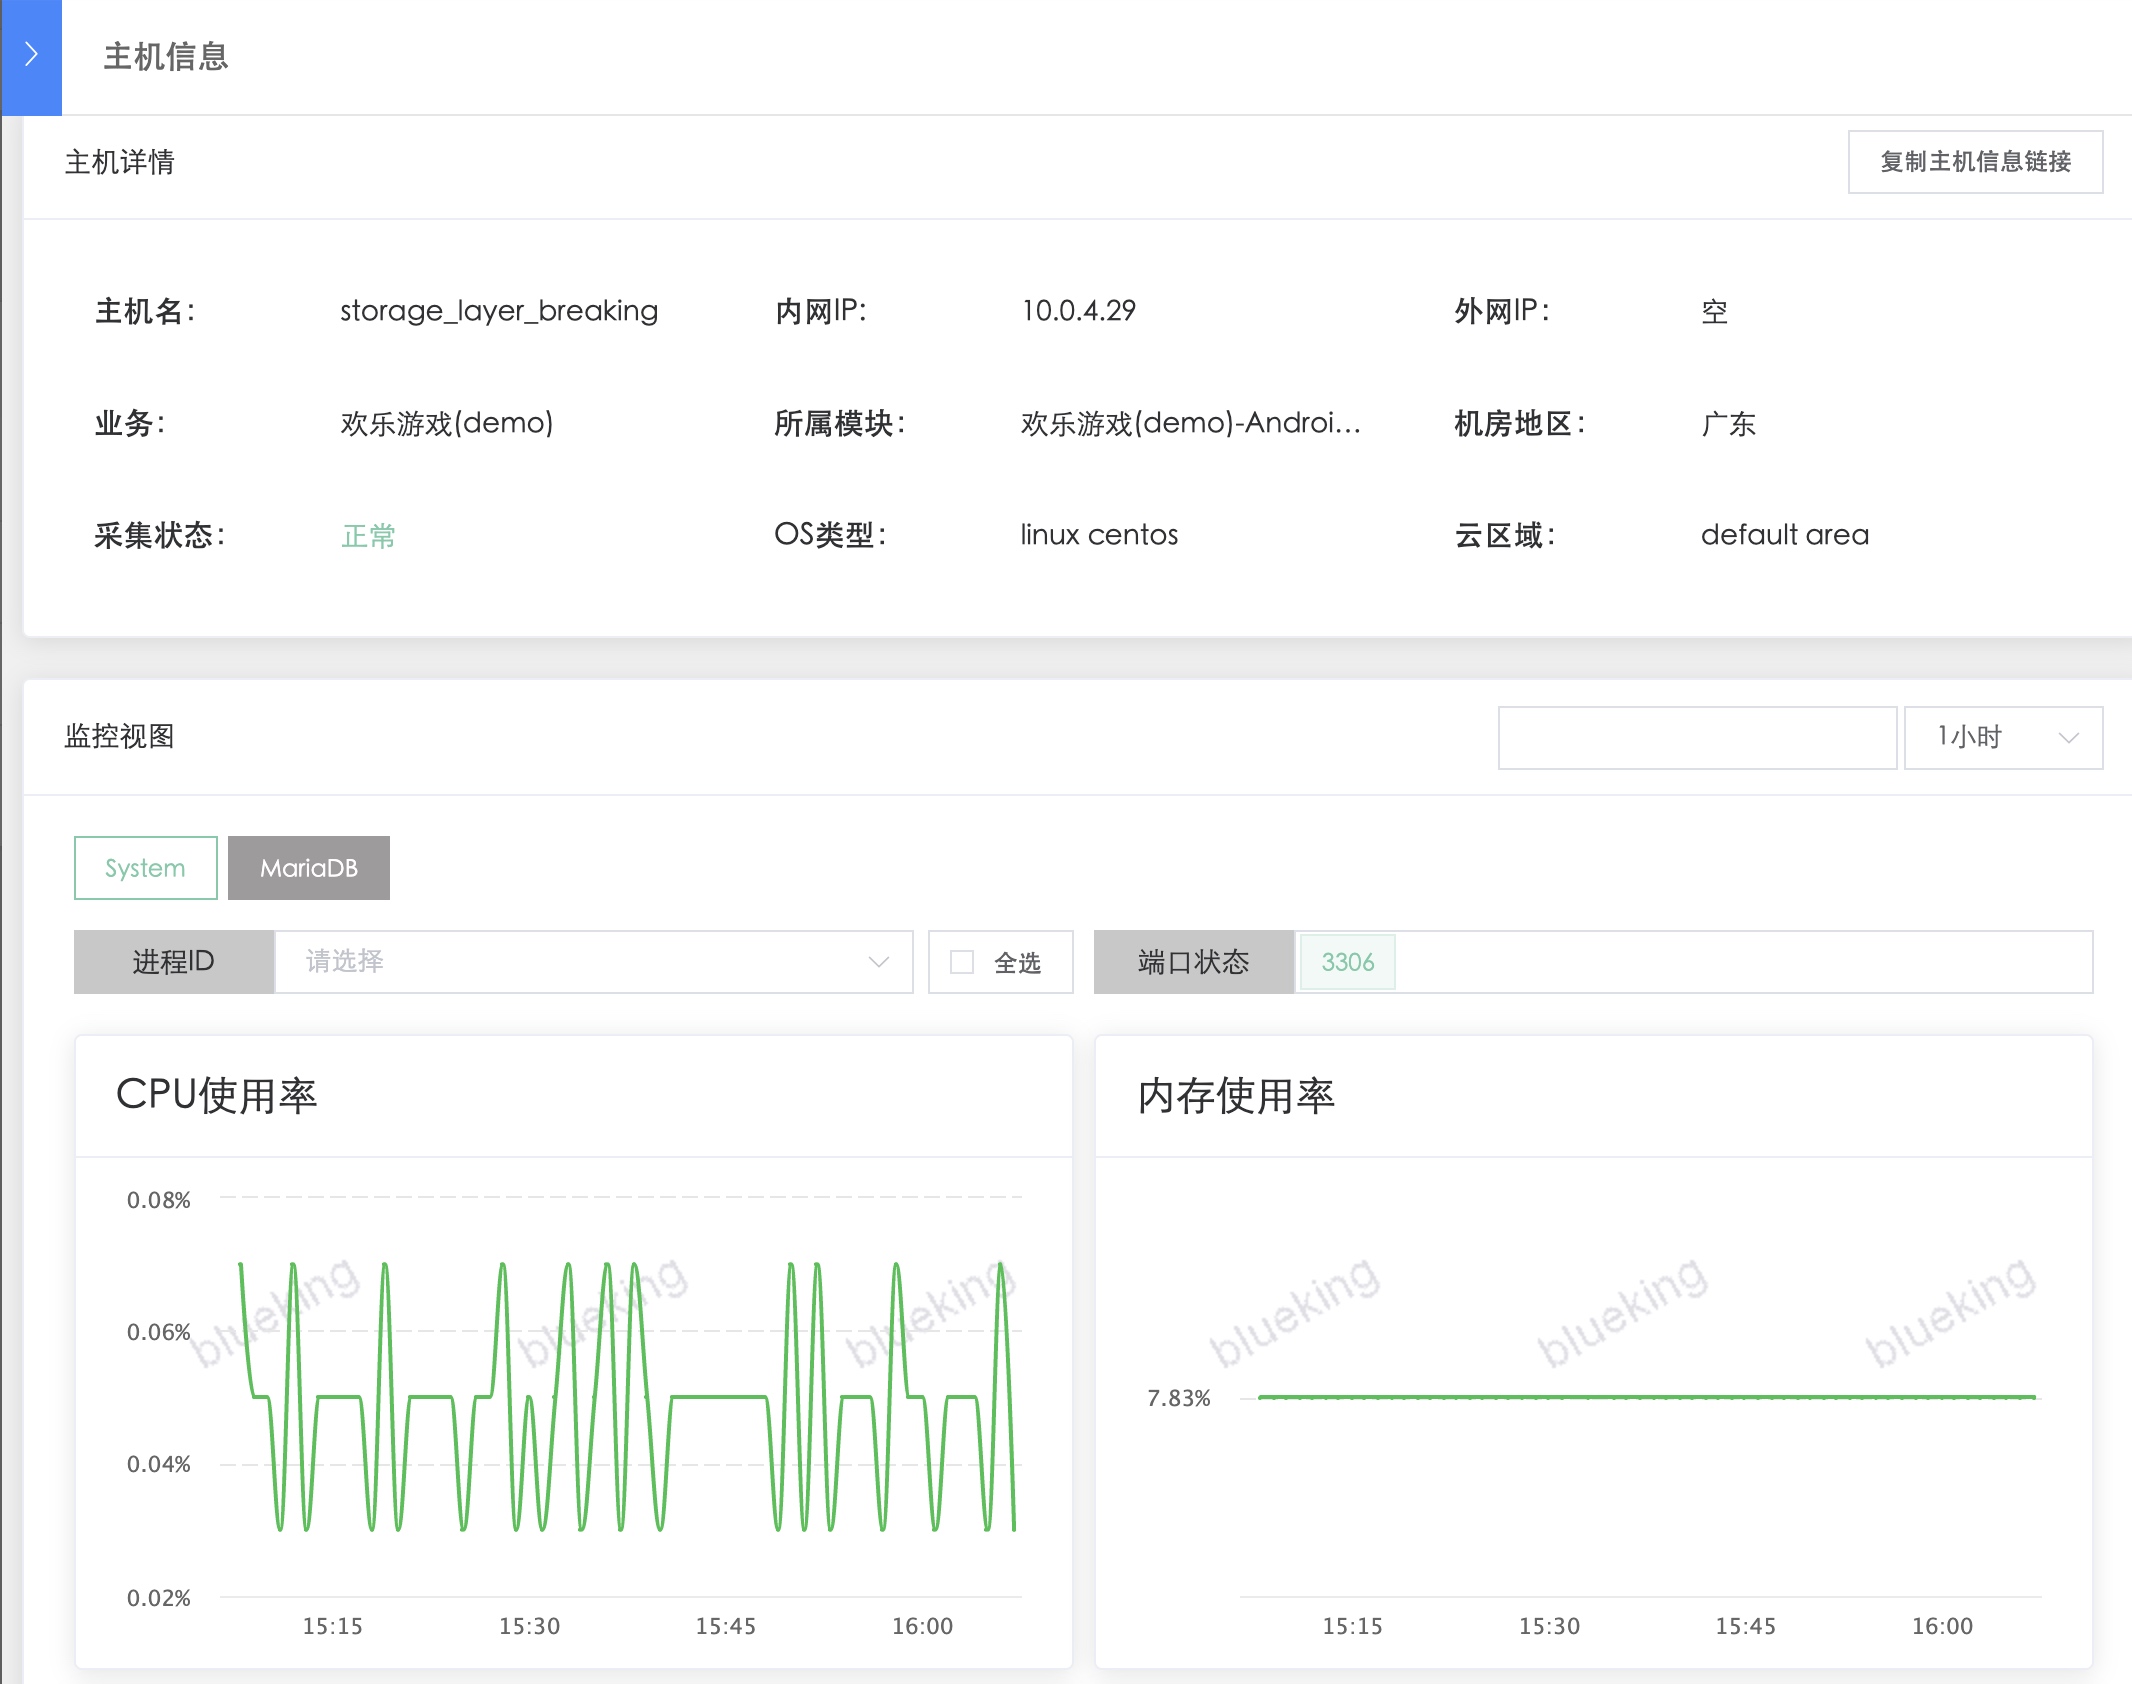 主机信息
主机详情
复制主机信息链接
主机名： storage_layer_breaking 内网IP: 10.0.4.29 外网IP： 空
业务： 欢乐游戏(demo) 所属模块： 欢乐游戏(demo)-Androi... 机房地区： 广东
采集状态： 正常 OS类型： linux centos 云区域： default area
监控视图
1小时
System MariaDB
进程ID 请选择 全选 端口状态 3306
CPU使用率
0.08%
0.06%
0.04%
0.02%
15:15 15:30 15:45 16:00
blueking blueking blueking
内存使用率
7.83%
15:15 15:30 15:45 16:00
blueking blueking blueking